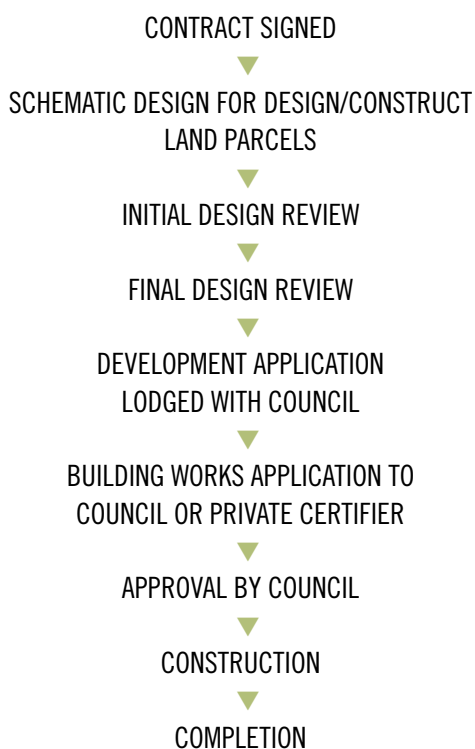 CONTRACT SIGNED
SCHEMATIC DESIGN FOR DESIGN/CONSTRUCT
LAND PARCELS
INITIAL DESIGN REVIEW
FINAL DESIGN REVIEW
DEVELOPMENT APPLICATION
LODGED WITH COUNCIL
BUILDING WORKS APPLICATION TO
COUNCIL OR PRIVATE CERTIFIER
APPROVAL BY COUNCIL
CONSTRUCTION
COMPLETION